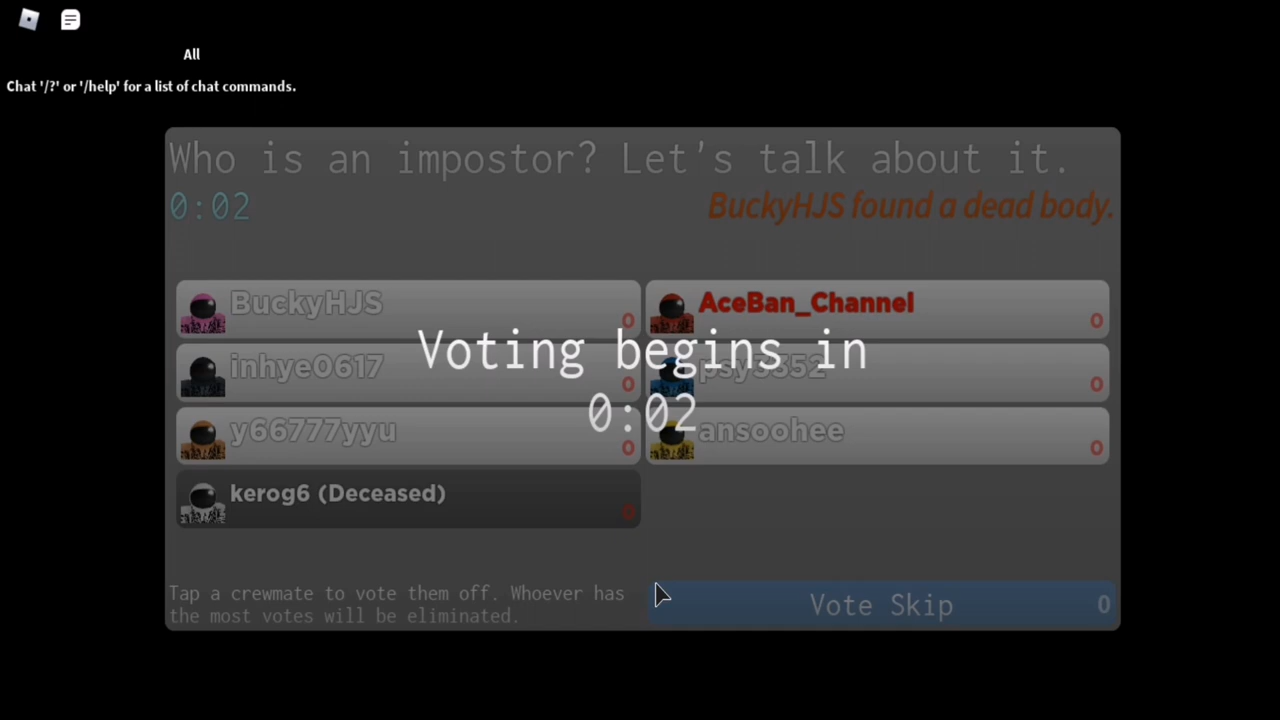 All
Chat '/?' or '/help' for a list of chat commands.
Who is an impostor? Let's talk about it.
0:02
BuckyHJS found a dead body.
BuckyHJS
0
AceBan_Channel
0
Voting begins in
0:02
inhye0617
0
psy3352
0
y66777yyu
0
ansoohee
0
kerog6 (Deceased)
0
Tap a crewmate to vote them off. Whoever has
the most votes will be eliminated.
Vote Skip
0